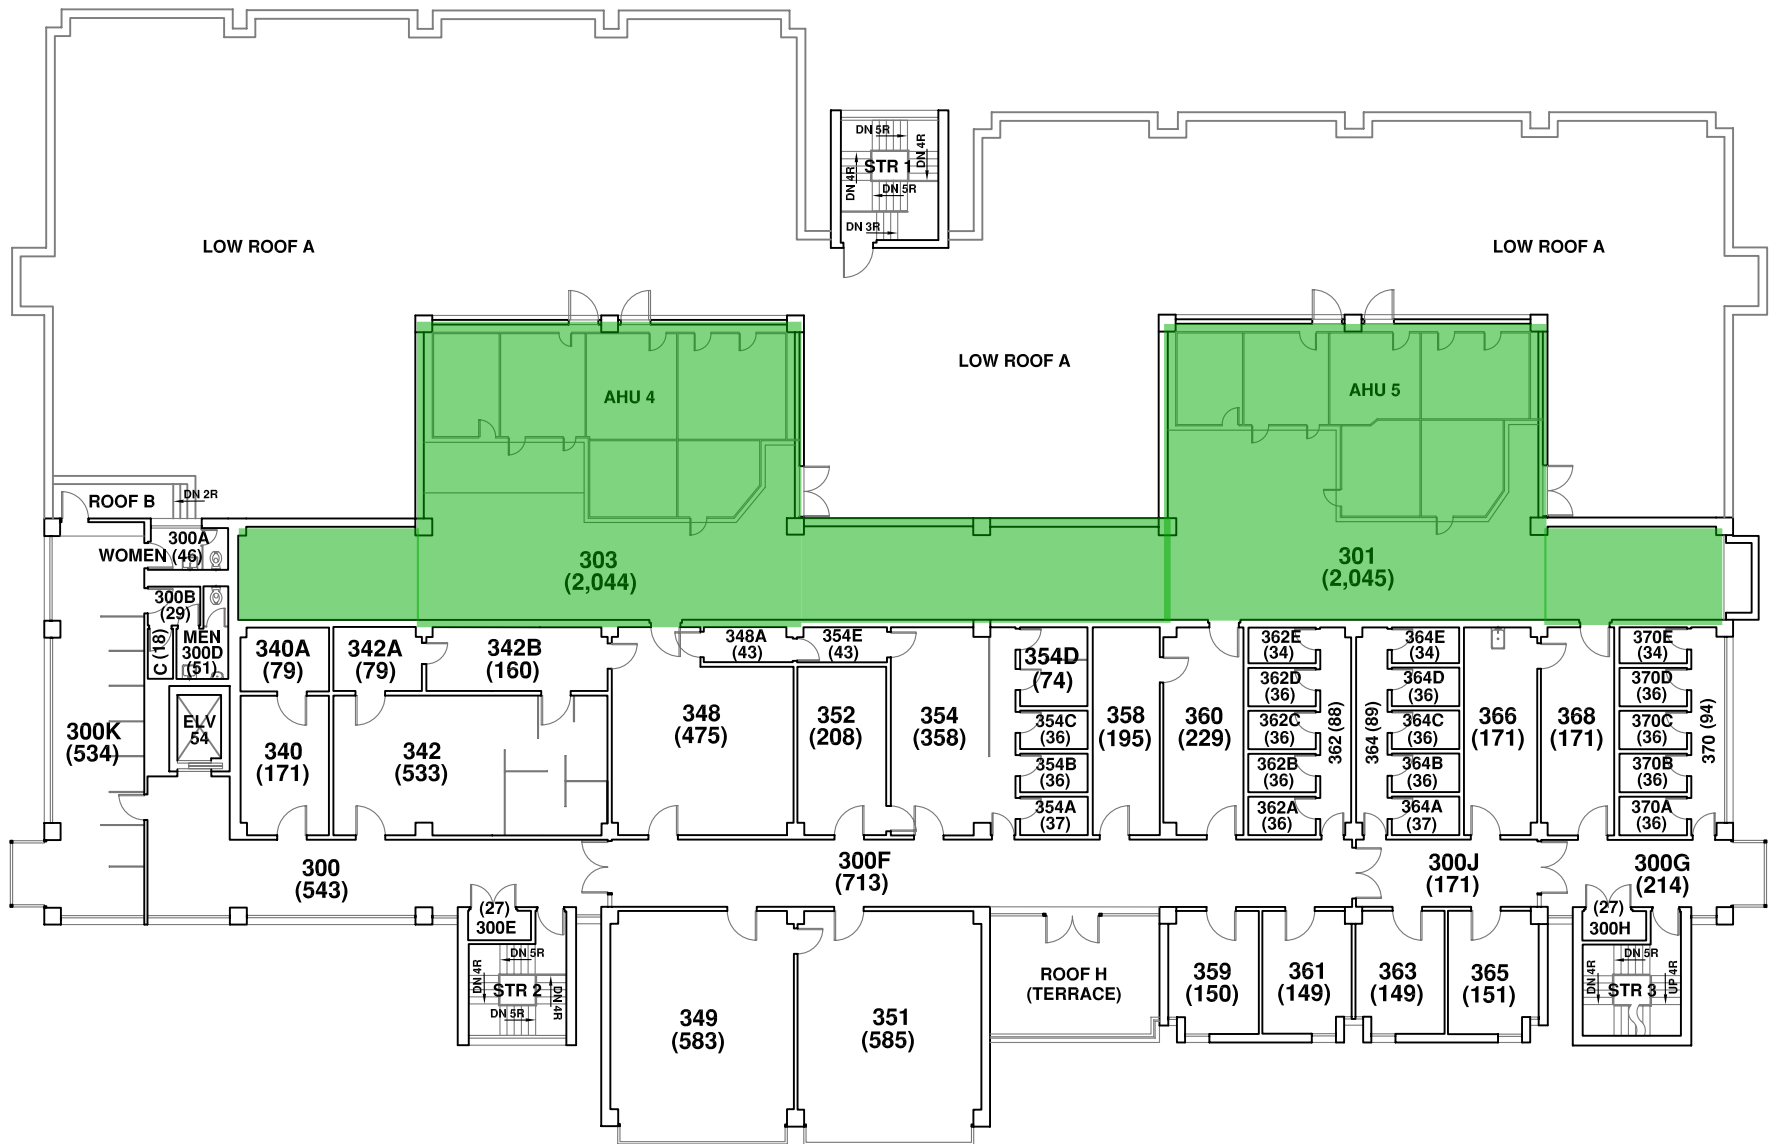 DN 5R
DN 4R
STR 1
DN 4R
DN 5R
DN 3R
LOW ROOF A
LOW ROOF A
LOW ROOF A
AHU 4
AHU 5
ROOF B
DN 2R
300A
WOMEN (46)
303
(2,044)
301
(2,045)
300B
(29)
C (18)
MEN
300D
(51)
340A
(79)
342A
(79)
342B
(160)
348A
(43)
354E
(43)
354D
(74)
362E
(34)
364E
(34)
370E
(34)
362D
(36)
364D
(36)
370D
(36)
300K
(534)
ELV
54
340
(171)
342
(533)
348
(475)
352
(208)
354
(358)
354C
(36)
358
(195)
360
(229)
362C
(36)
362 (88)
364 (89)
364C
(36)
366
(171)
368
(171)
370C
(36)
370 (94)
354B
(36)
362B
(36)
364B
(36)
370B
(36)
354A
(37)
362A
(36)
364A
(37)
370A
(36)
300
(543)
300F
(713)
300J
(171)
300G
(214)
(27)
300E
(27)
300H
DN 5R
DN 4R
STR 2
DN 4R
DN 5R
349
(583)
351
(585)
ROOF H
(TERRACE)
359
(150)
361
(149)
363
(149)
365
(151)
DN 5R
DN 4R
UP 4R
STR 3